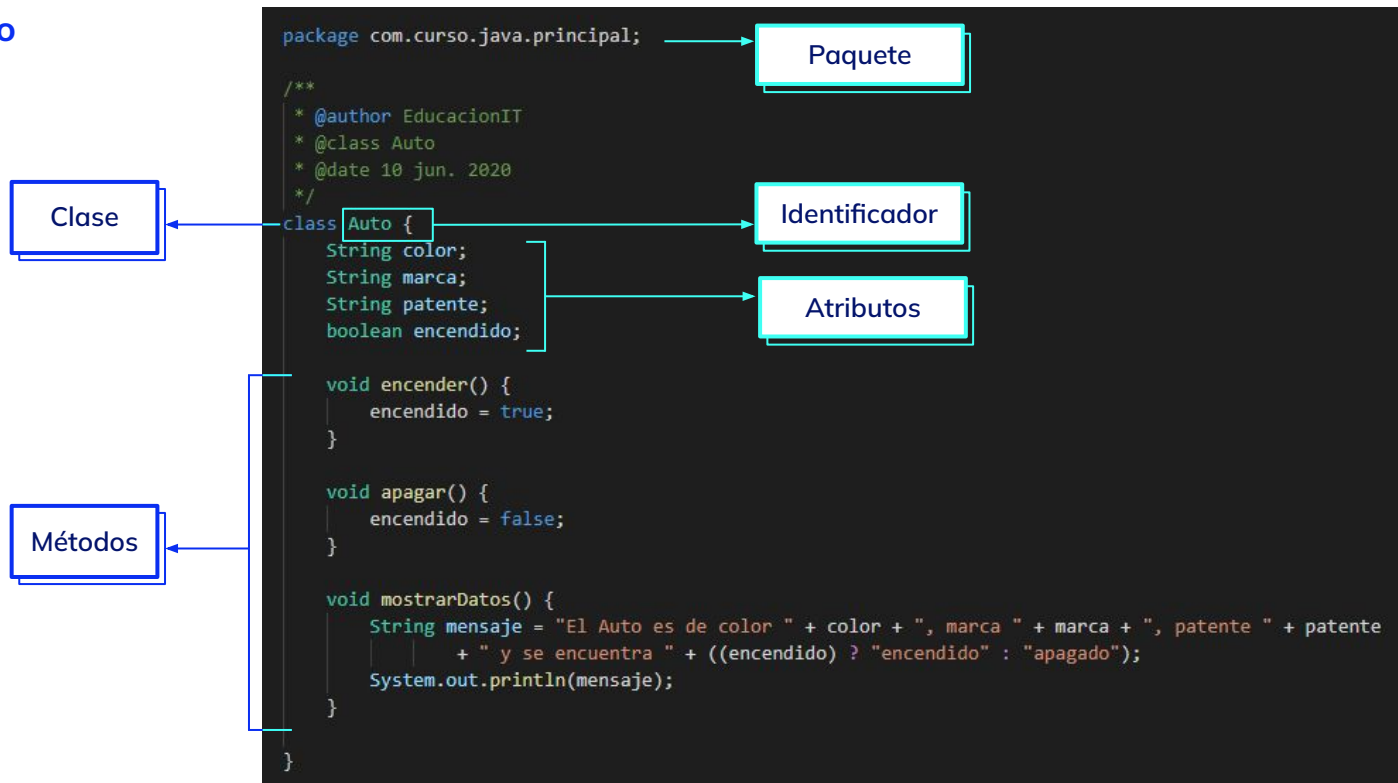 o
package com.curso.java.principal;
Paquete
/**
* @author EducacionIT
* @class Auto
* @date 10 jun. 2020
*/
Clase
Identificador
class Auto {
String color;
String marca;
String patente;
boolean encendido;
Atributos
void encender() {
encendido = true;
}
void apagar() {
encendido = false;
}
Métodos
void mostrarDatos() {
String mensaje = "El Auto es de color " + color + ", marca " + marca + ", patente " + patente
+ " y se encuentra " + ((encendido) ? "encendido" : "apagado");
System.out.println(mensaje);
}
}